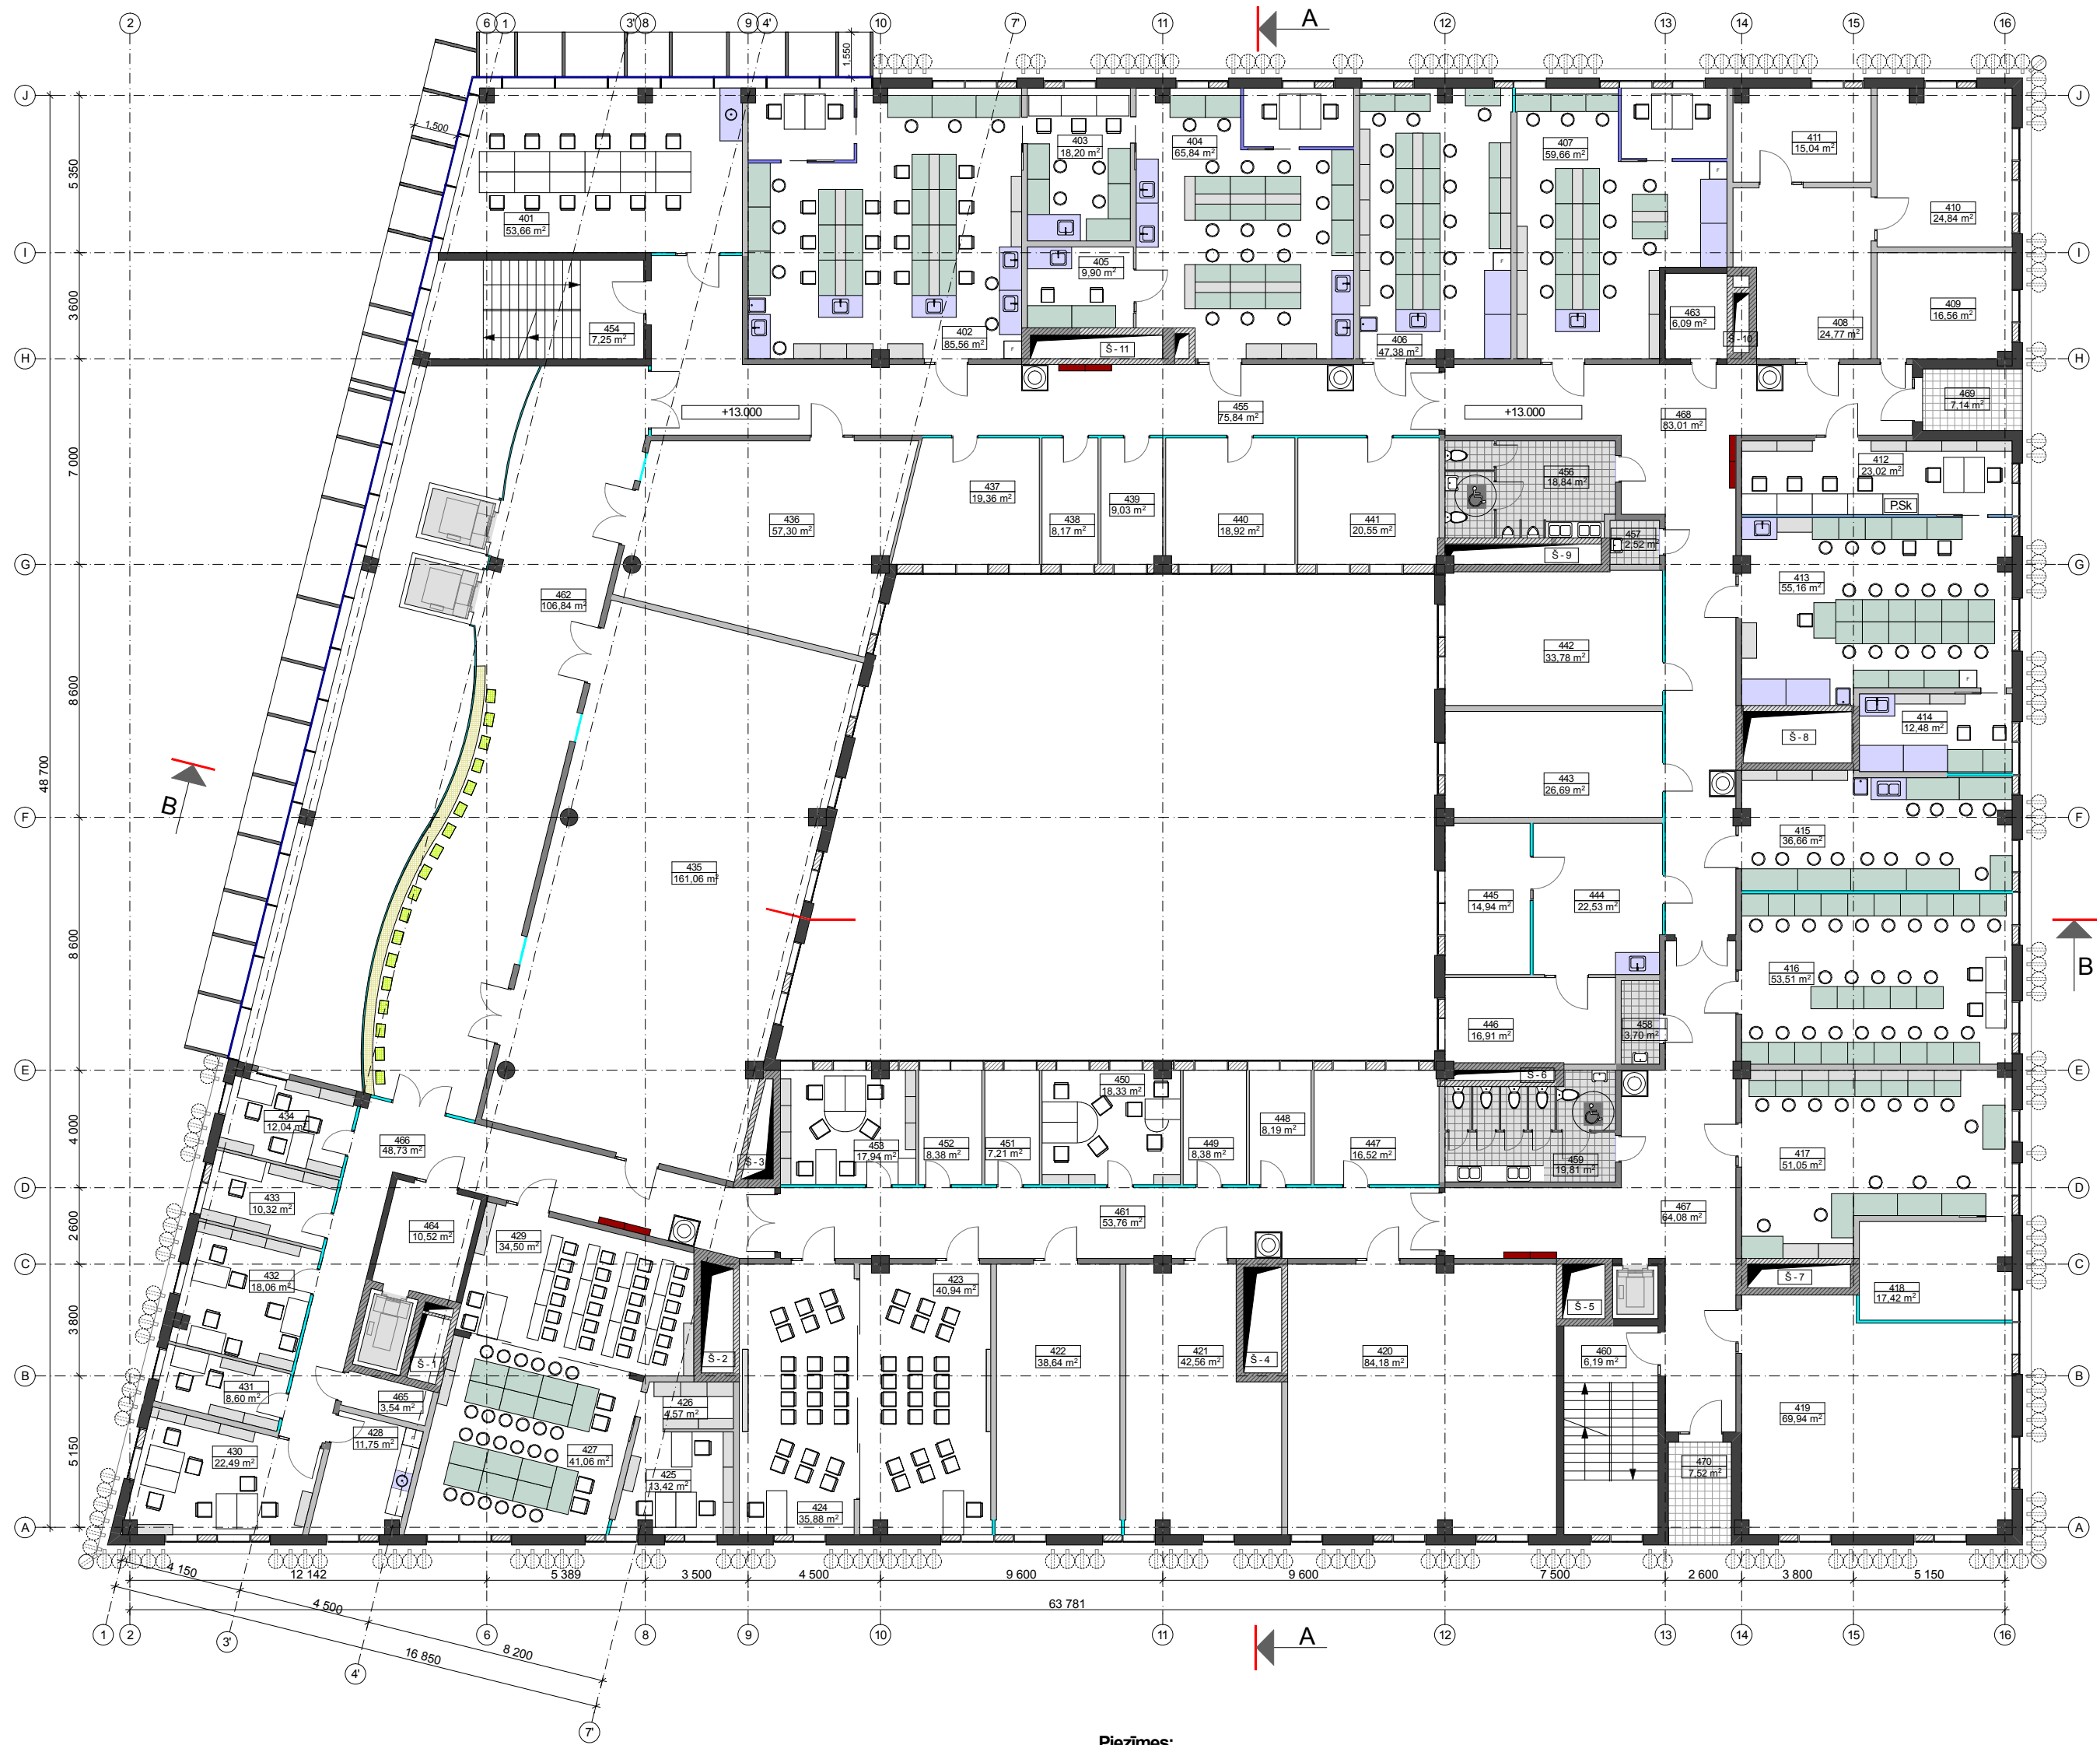 2 6 1 3' 8 9 4' 10 7' 11 A 12 13 14 15 16
1,550
J J
1,500
5 350
401
53,66 m²
403
18,20 m²
404
65,84 m²
407
59,66 m²
411
15,04 m²
410
24,84 m²
I I
405
9,90 m²
3 600
454
7,25 m²
402
85,56 m²
F
Š - 11
406
47,38 m²
F
F
463
6,09 m²
Š - 10
408
24,77 m²
409
16,56 m²
H H
+13.000
455
75,84 m²
+13.000
468
83,01 m²
469
7,14 m²
7 000
436
57,30 m²
437
19,36 m²
438
8,17 m²
439
9,03 m²
440
18,92 m²
441
20,55 m²
456
18,84 m²
412
23,02 m²
P.Sk
457
2,52 m²
Š - 9
G G
462
106,84 m²
413
55,16 m²
442
33,78 m²
8 600
F
414
12,48 m²
Š - 8
48 700
B
443
26,69 m²
F F
415
36,66 m²
435
161,06 m²
445
14,94 m²
444
22,53 m²
8 600
B
416
53,51 m²
446
16,91 m²
458
3,70 m²
E E
434
12,04 m²
4 000
466
48,73 m²
Š - 3
453
17,94 m²
452
8,38 m²
451
7,21 m²
450
18,33 m²
449
8,38 m²
448
8,19 m²
447
16,52 m²
Š - 6
459
19,81 m²
417
51,05 m²
D D
433
10,32 m²
2 600
464
10,52 m²
429
34,50 m²
461
53,76 m²
467
64,08 m²
C C
432
18,06 m²
3 800
Š - 1
Š - 2
423
40,94 m²
422
38,64 m²
421
42,56 m²
Š - 4
420
84,18 m²
Š - 5
460
6,19 m²
Š - 7
418
17,42 m²
B B
431
8,60 m²
465
3,54 m²
426
4,57 m²
419
69,94 m²
5 150
430
22,49 m²
428
11,75 m²
427
41,06 m²
425
13,42 m²
424
35,88 m²
470
7,52 m²
A A
4 150 12 142 5 389 3 500 4 500 9 600 9 600 7 500 2 600 3 800 5 150
4 500 63 781
1 2 3' 4' 6 8 9 10 11 A 12 13 14 15 16
8 200
16 850
7'
Piezīmes: